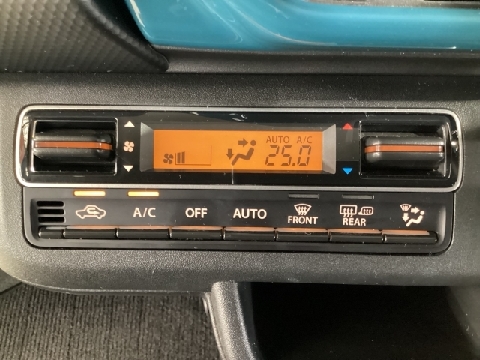 AUTO A/C
25.0
A/C OFF AUTO FRONT REAR